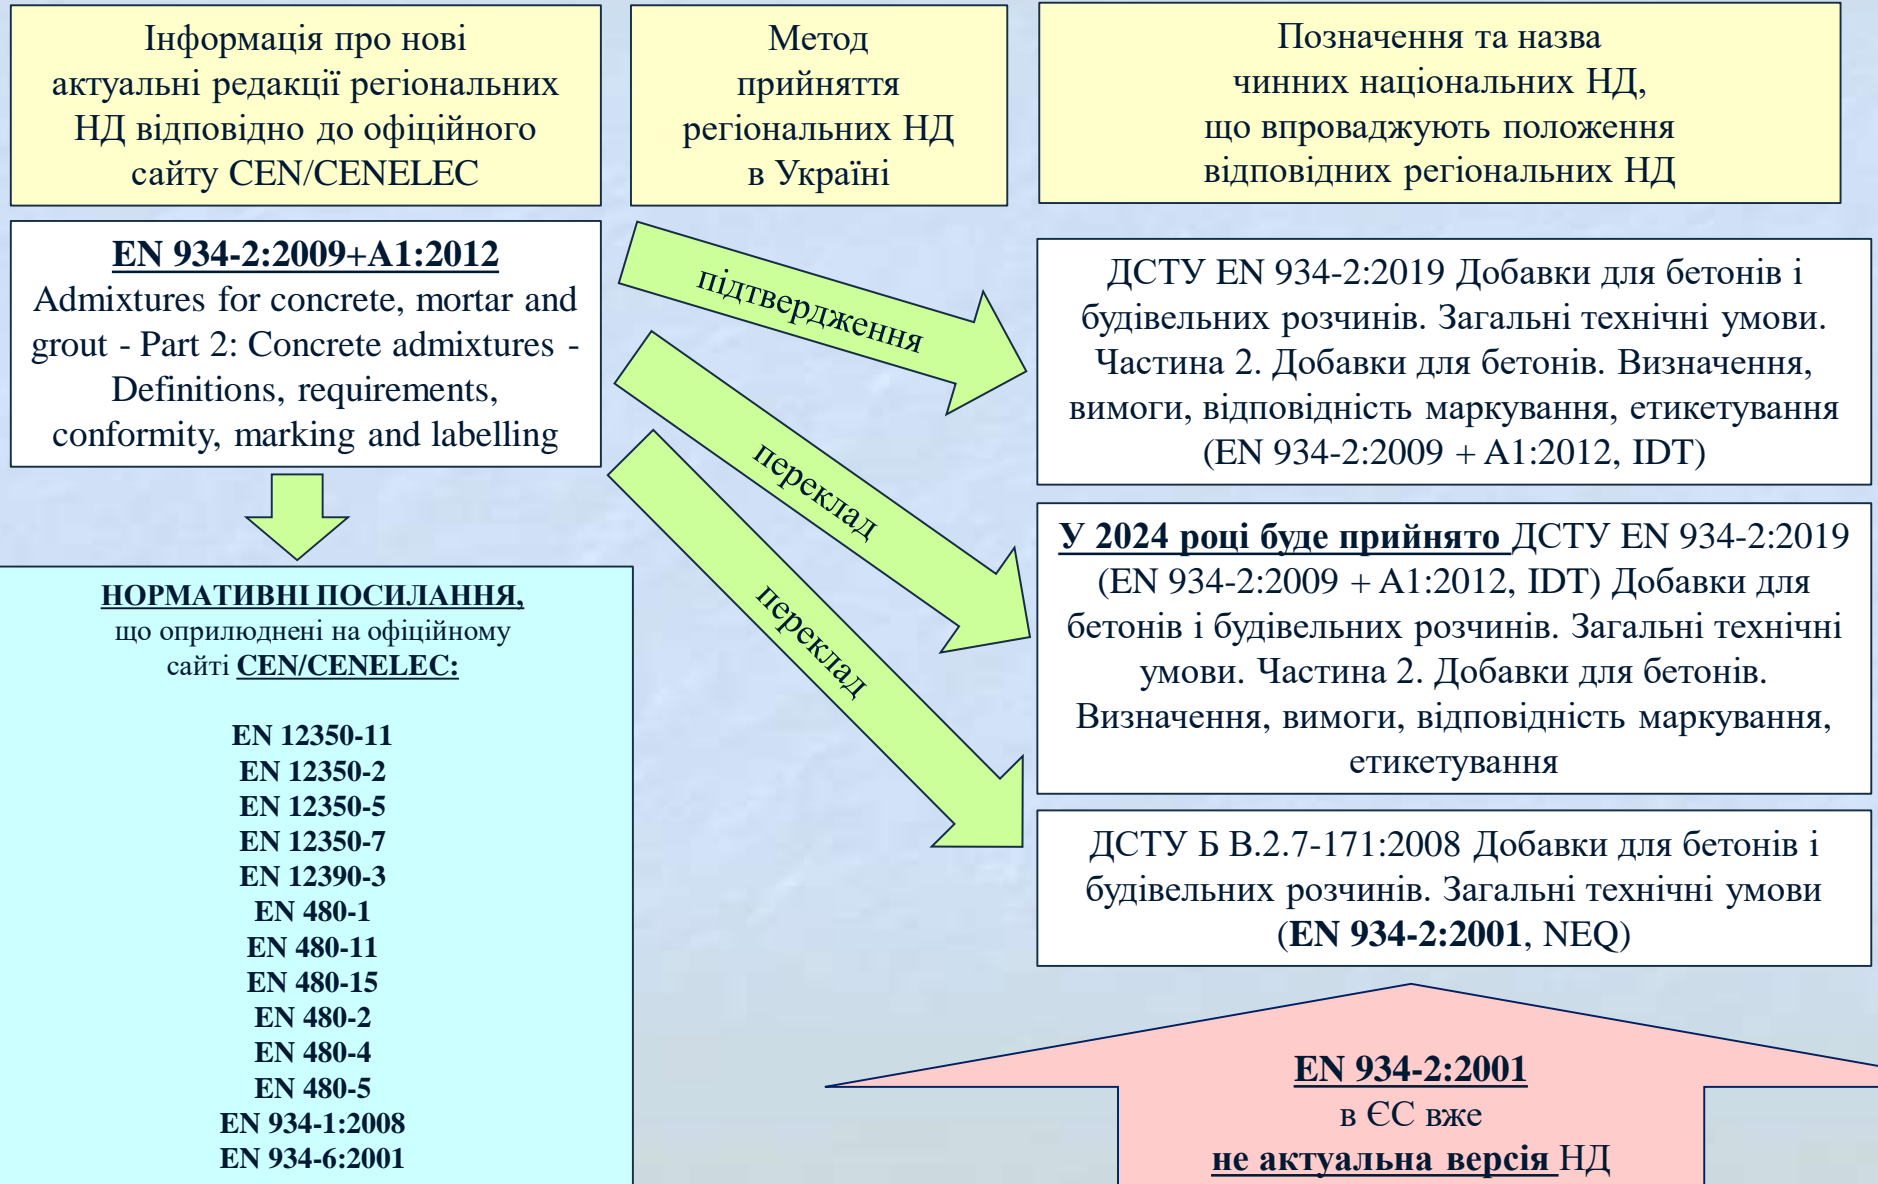 Інформація про нові
актуальні редакції регіональних
НД відповідно до офіційного
сайту CEN/CENELEC
Метод
прийняття
регіональних НД
в Україні
Позначення та назва
чинних національних НД,
що впроваджують положення
відповідних регіональних НД
EN 934-2:2009+A1:2012
Admixtures for concrete, mortar and
grout - Part 2: Concrete admixtures -
Definitions, requirements,
conformity, marking and labelling
підтвердження
переклад
переклад
ДСТУ EN 934-2:2019 Добавки для бетонів і
будівельних розчинів. Загальні технічні умови.
Частина 2. Добавки для бетонів. Визначення,
вимоги, відповідність маркування, етикетування
(EN 934-2:2009 + A1:2012, IDT)
У 2024 році буде прийнято ДСТУ EN 934-2:2019
(EN 934-2:2009 + A1:2012, IDT) Добавки для
бетонів і будівельних розчинів. Загальні технічні
умови. Частина 2. Добавки для бетонів.
Визначення, вимоги, відповідність маркування,
етикетування
ДСТУ Б В.2.7-171:2008 Добавки для бетонів і
будівельних розчинів. Загальні технічні умови
(EN 934-2:2001, NEQ)
НОРМАТИВНІ ПОСИЛАННЯ,
що оприлюднені на офіційному
сайті CEN/CENELEC:
EN 12350-11
EN 12350-2
EN 12350-5
EN 12350-7
EN 12390-3
EN 480-1
EN 480-11
EN 480-15
EN 480-2
EN 480-4
EN 480-5
EN 934-1:2008
EN 934-6:2001
EN 934-2:2001
в ЄС вже
не актуальна версія НД